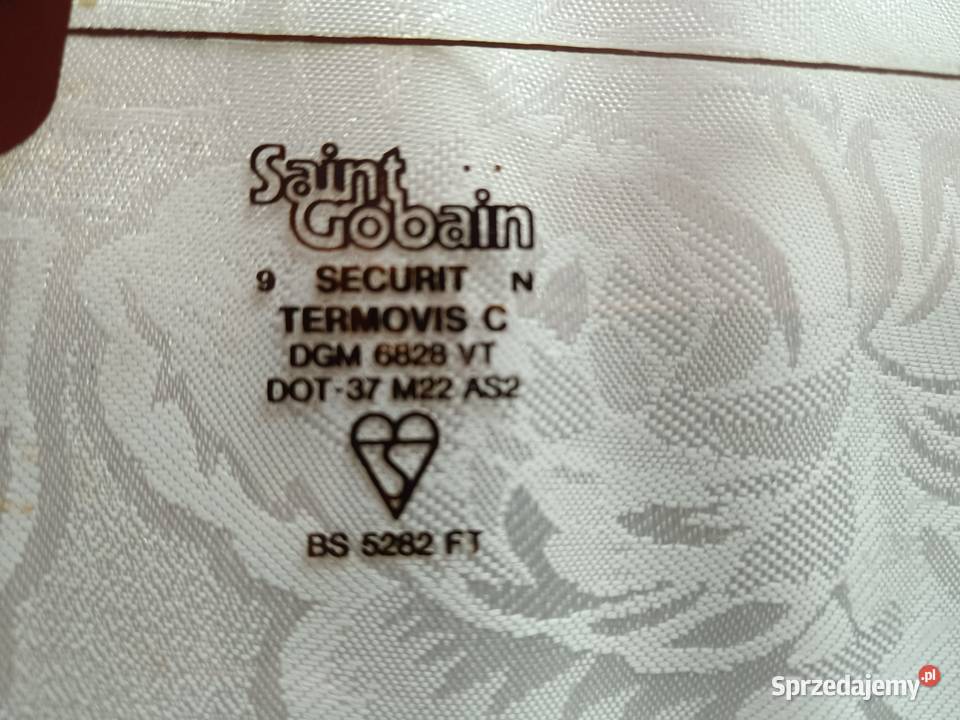 Saint
Gobain
9 SECURIT N
TERMOVIS C
DGM 6828 VT
DOT-37 M22 AS2
BS 5282 FT
Sprzedajemy.pl